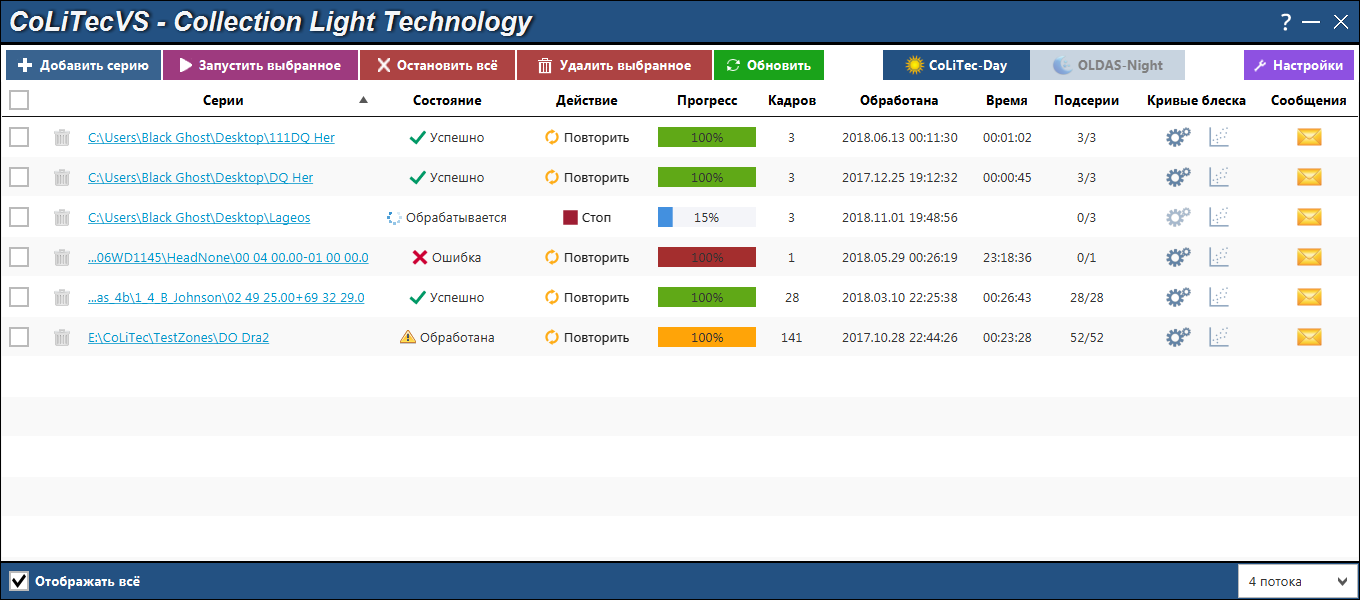 CoLiTecVS - Collection Light Technology ?
Добавить серию Запустить выбранное Остановить всё Удалить выбранное Обновить CoLiTec-Day OLDAS-Night Настройки
Серии Состояние Действие Прогресс Кадров Обработана Время Подсерии Кривые блеска Сообщения
C:\Users\Black Ghost\Desktop\111DQ Her Успешно Повторить 100% 3 2018.06.13 00:11:30 00:01:02 3/3
C:\Users\Black Ghost\Desktop\DQ Her Успешно Повторить 100% 3 2017.12.25 19:12:32 00:00:45 3/3
C:\Users\Black Ghost\Desktop\Lageos Обрабатывается Стоп 15% 3 2018.11.01 19:48:56 0/3
...06WD1145\HeadNone\00 04 00.00-01 00 00.0 Ошибка Повторить 100% 1 2018.05.29 00:26:19 23:18:36 0/1
...as_4b\1_4_B_Johnson\02 49 25.00+69 32 29.0 Успешно Повторить 100% 28 2018.03.10 22:25:38 00:26:43 28/28
E:\CoLiTec\TestZones\DO Dra2 Обработана Повторить 100% 141 2017.10.28 22:44:26 00:23:28 52/52
Отображать всё 4 потока